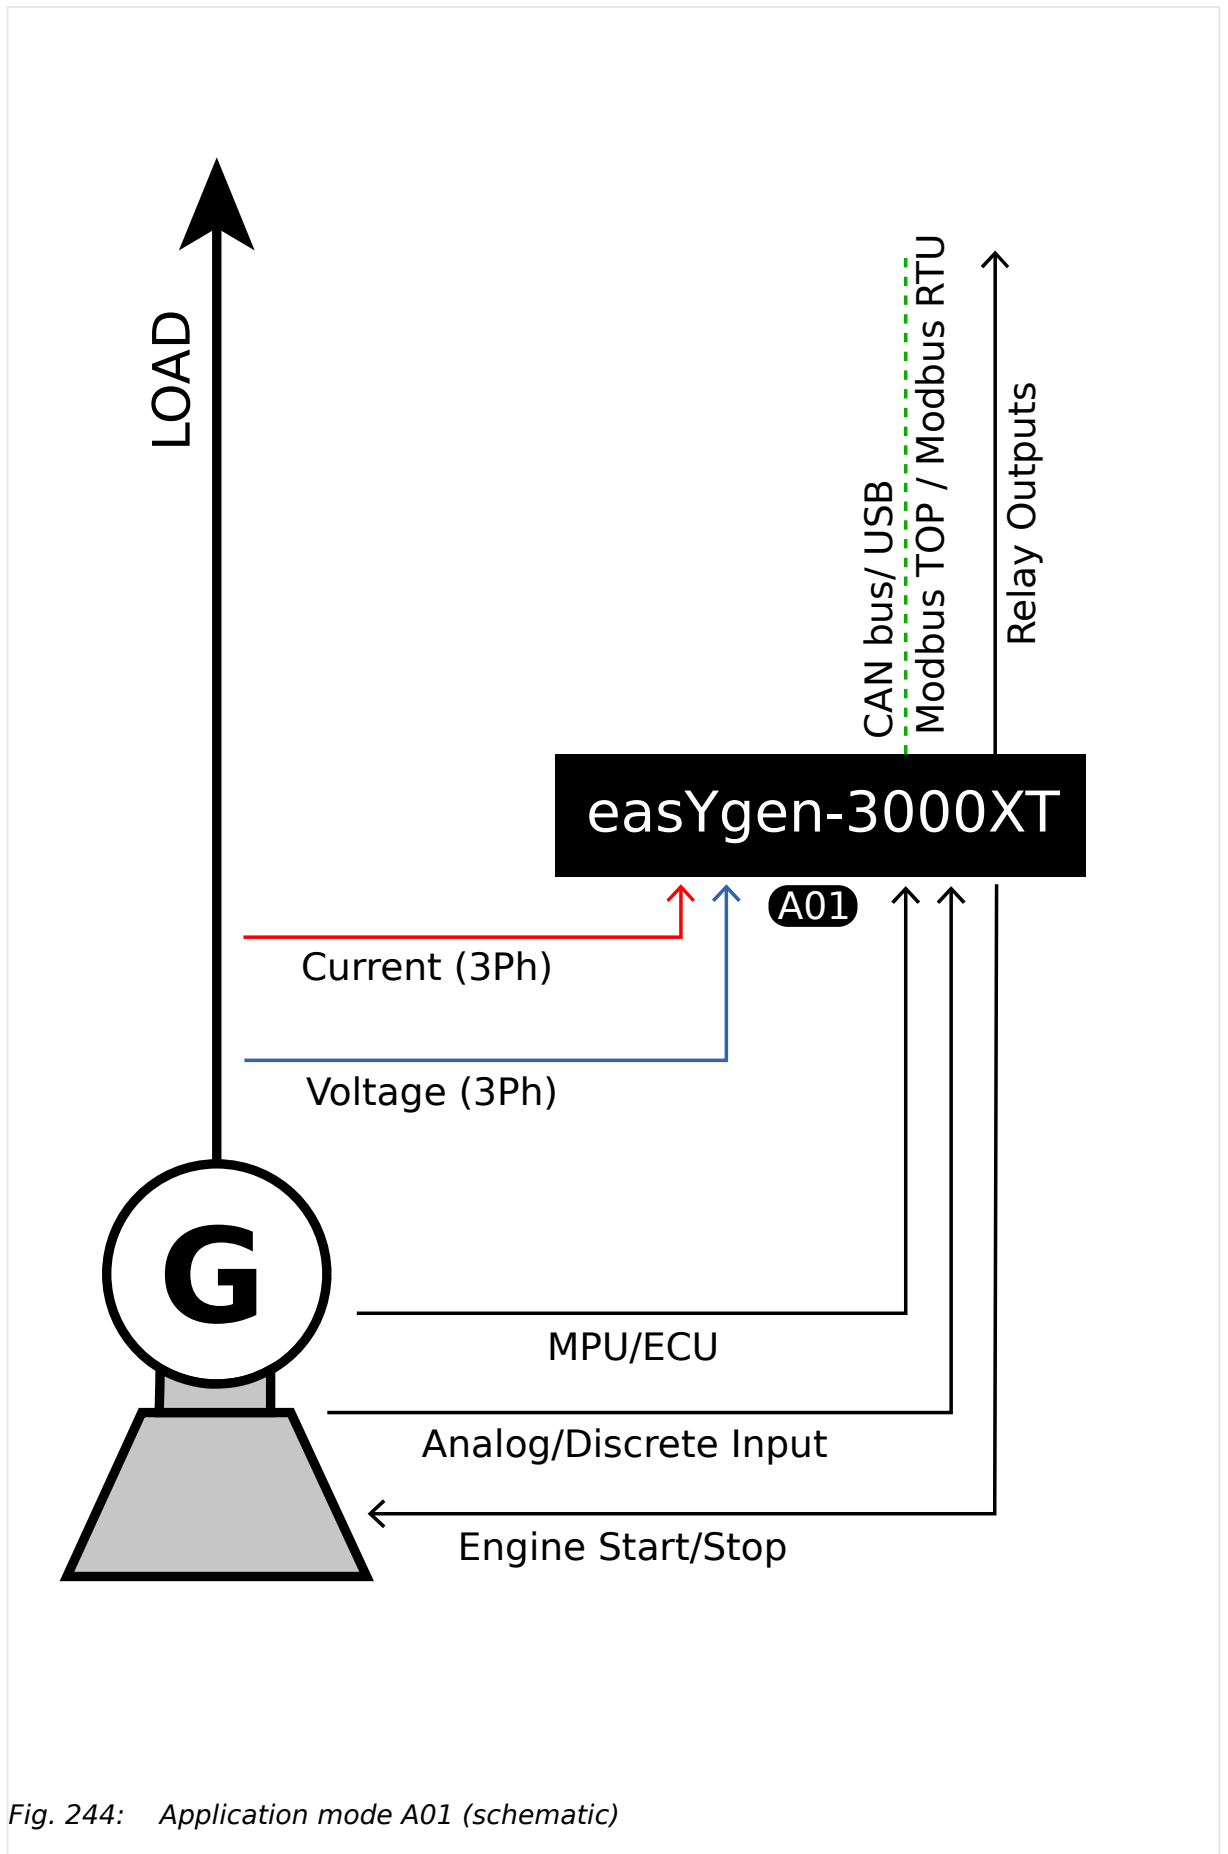 LOAD
CAN bus/ USB
Modbus TOP / Modbus RTU
Relay Outputs
easYgen-3000XT
A01
Current (3Ph)
Voltage (3Ph)
G
MPU/ECU
Analog/Discrete Input
Engine Start/Stop
Fig. 244: Application mode A01 (schematic)